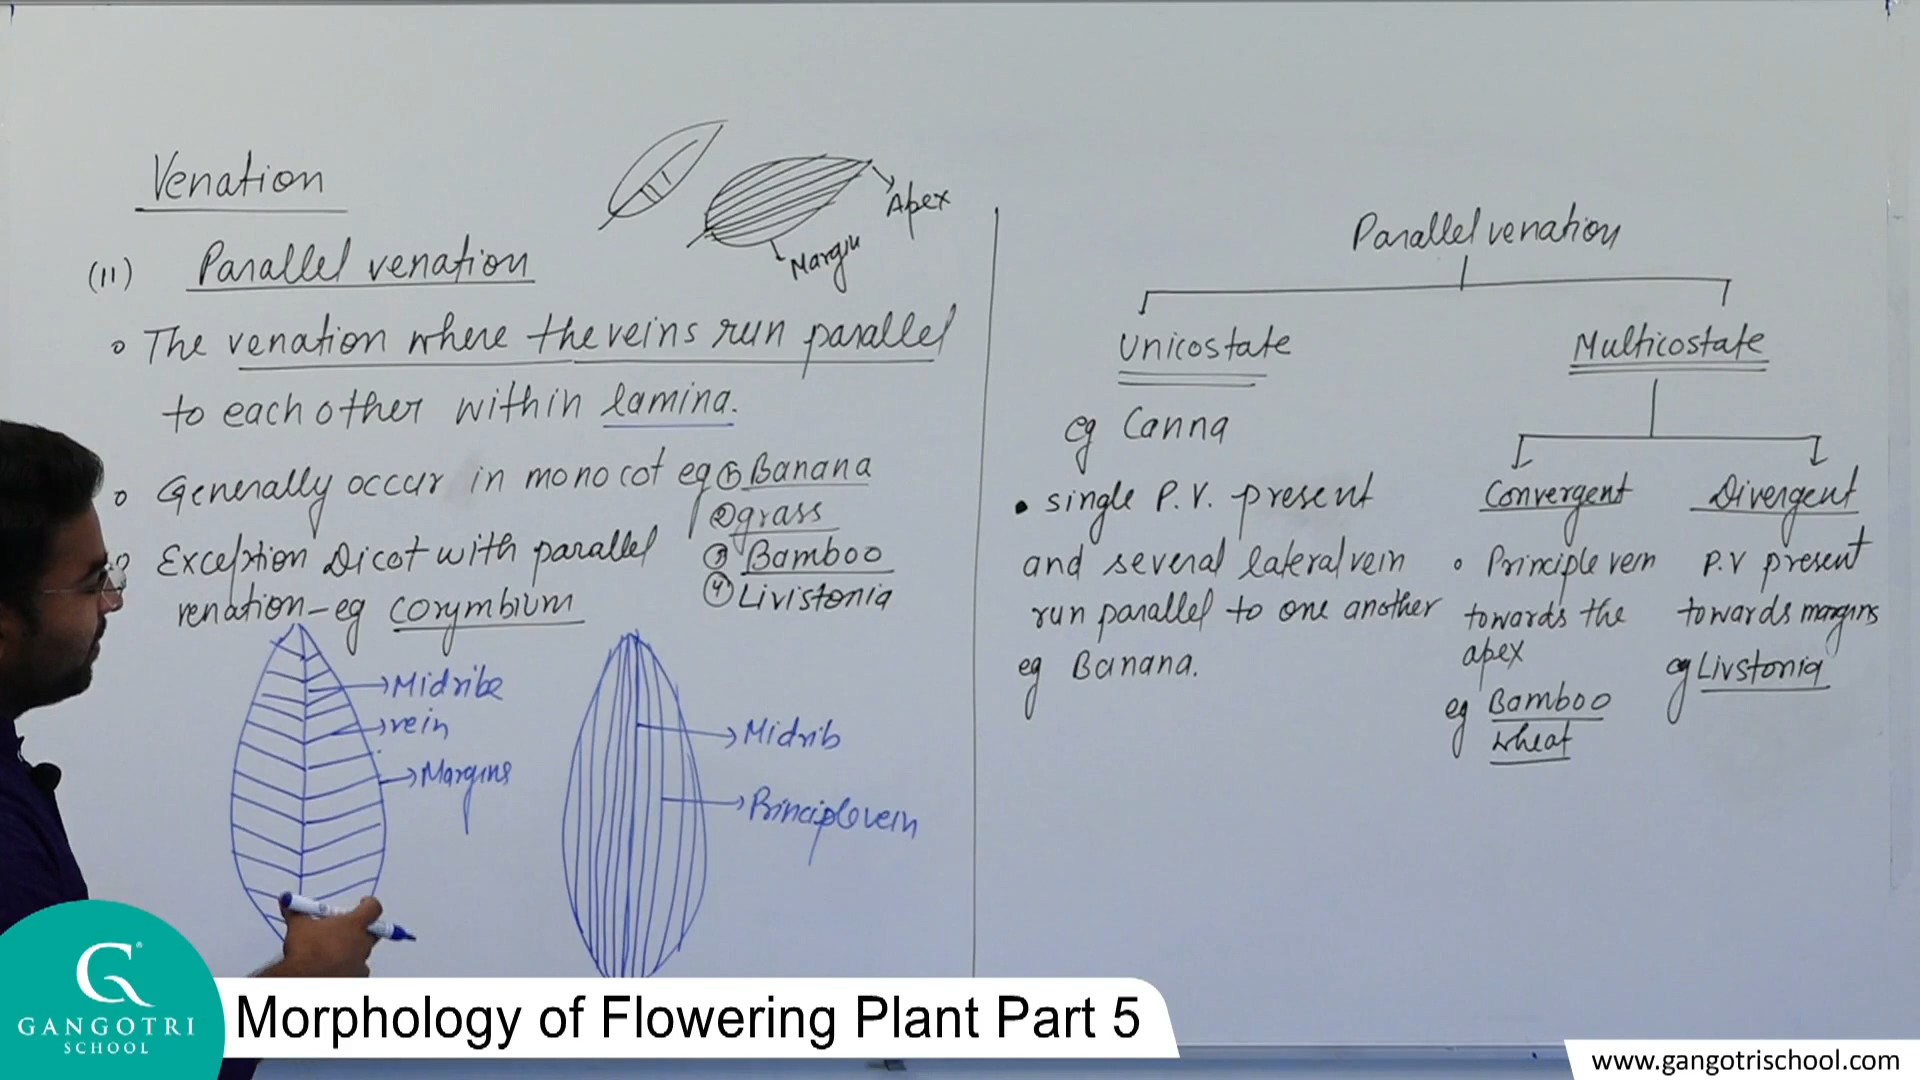 Venation
(11) Parallel venation
Apex
Margin
The venation where the veins run parallel
to each other within lamina.
Generally occur in monocot eg ① Banana
② grass
③ Bamboo
④ Livistonia
Exception Dicot with parallel
venation - eg corymbium
Midribe
vein
Margins
Midrib
Principle vein
Parallel venation
Unicostate
eg Canna
• single P.V. present
and several lateral vein
run parallel to one another
eg Banana.
Multicostate
Convergent
Principle vein
towards the
apex
eg Bamboo
wheat
Divergent
P.V present
towards margins
eg Livstonia
G®
GANGOTRI
SCHOOL
Morphology of Flowering Plant Part 5
www.gangotrischool.com